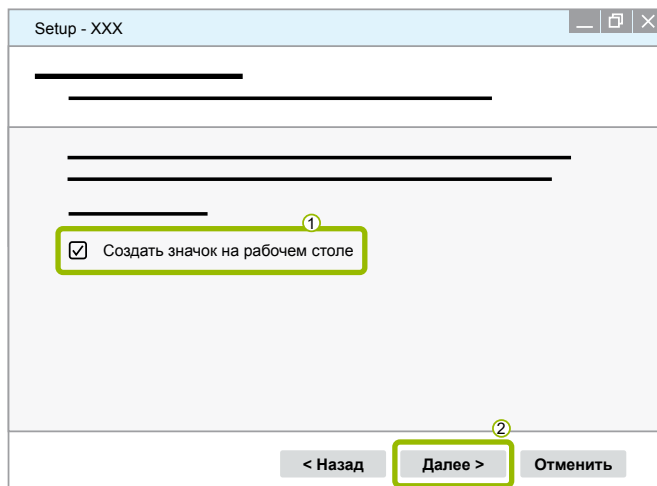 Setup - XXX
1
Создать значок на рабочем столе
2
< Назад Далее > Отменить